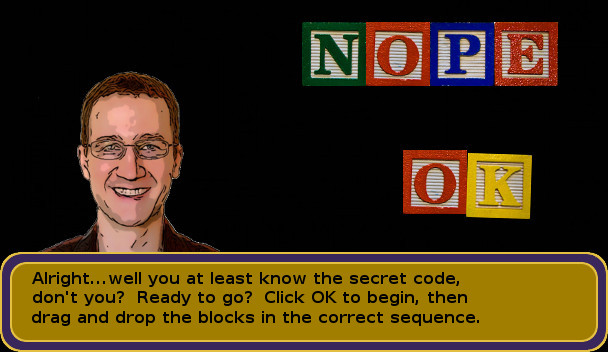 NOPE
OK
Alright...well you at least know the secret code,
don't you?  Ready to go?  Click OK to begin, then
drag and drop the blocks in the correct sequence.